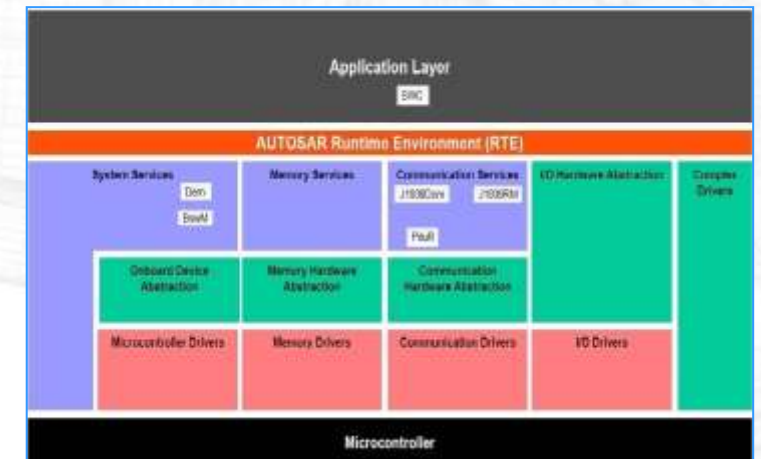 Application Layer
SWC
AUTOSAR Runtime Environment (RTE)
System Services
Memory Services
Communication Services
I/O Hardware Abstraction
Complex Drivers
Dem
BswM
J1939Dcm
J1939RM
PduR
Onboard Device Abstraction
Memory Hardware Abstraction
Communication Hardware Abstraction
Microcontroller Drivers
Memory Drivers
Communication Drivers
I/O Drivers
Microcontroller